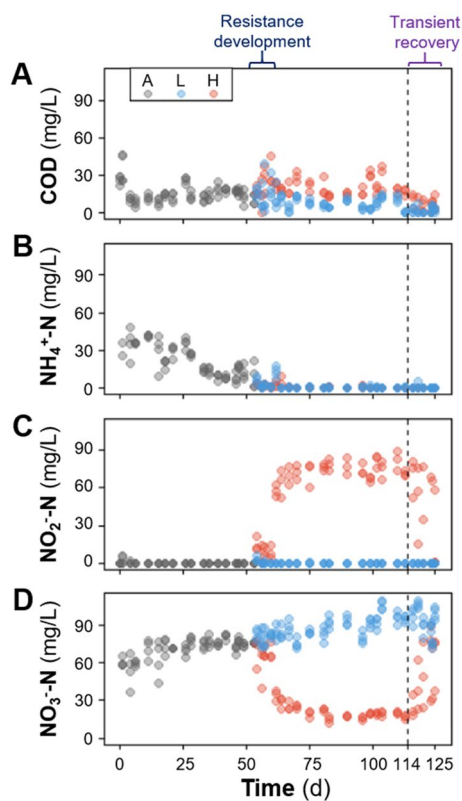 Resistance
development
Transient
recovery
A
A L H
COD (mg/L)
90
60
30
0
B
NH₄⁺-N (mg/L)
90
60
30
0
C
NO₂⁻-N (mg/L)
90
60
30
0
D
NO₃⁻-N (mg/L)
90
60
30
0
0 25 50 75 100 114 125
Time (d)